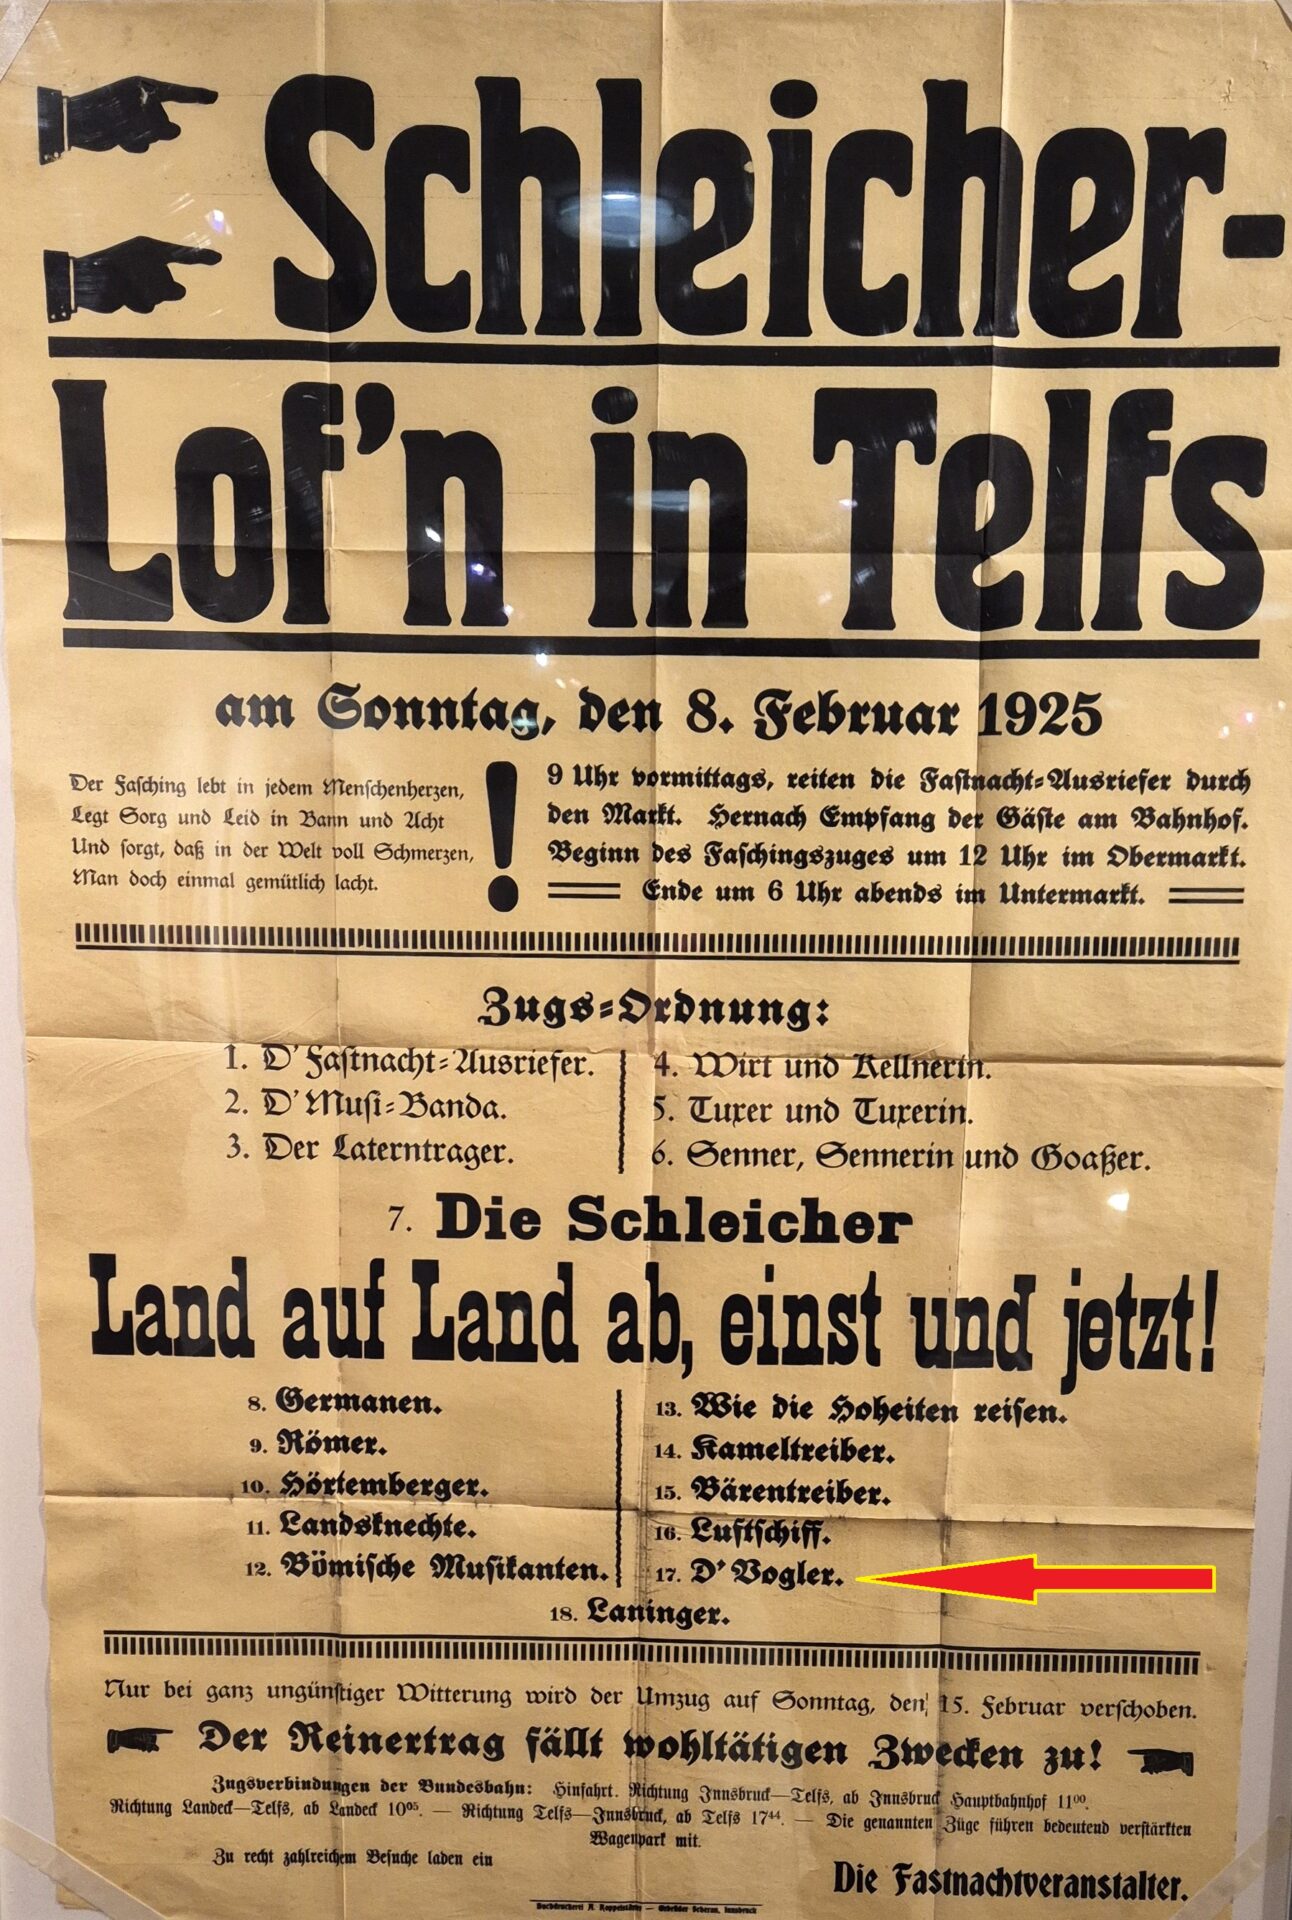 Schleicher-
Lof'n in Telfs
am Sonntag, den 8. Februar 1925
Der Fasching lebt in jedem Menschenherzen,
Legt Sorg und Leid in Bann und Acht
Und sorgt, daß in der Welt voll Schmerzen,
Man doch einmal gemütlich lacht.
!
9 Uhr vormittags, reiten die Fastnacht-Ausriefer durch
den Markt. Hernach Empfang der Gäste am Bahnhof.
Beginn des Faschingszuges um 12 Uhr im Obermarkt.
Ende um 6 Uhr abends im Untermarkt.
Zugs-Ordnung:
1. D' Fastnacht-Ausriefer.
2. D' Musi-Banda.
3. Der Laterntrager.
4. Wirt und Kellnerin.
5. Tuxer und Tuxerin.
6. Senner, Sennerin und Goaßer.
7. Die Schleicher
Land auf Land ab, einst und jetzt!
8. Germanen.
9. Römer.
10. Hörtemberger.
11. Landsknechte.
12. Bömische Musikanten.
13. Wie die Hoheiten reisen.
14. Kameltreiber.
15. Bärentreiber.
16. Luftschiff.
17. D' Vogler.
18. Laninger.
Nur bei ganz ungünstiger Witterung wird der Umzug auf Sonntag, den 15. Februar verschoben.
Der Reinertrag fällt wohltätigen Zwecken zu!
Zugsverbindungen der Bundesbahn: Hinfahrt. Richtung Innsbruck—Telfs, ab Innsbruck Hauptbahnhof 11⁰⁰.
Richtung Landeck—Telfs, ab Landeck 10⁰⁵. — Richtung Telfs—Innsbruck, ab Telfs 17⁴⁴. — Die genannten Züge führen bedeutend verstärkten
Wagenpark mit.
Zu recht zahlreichem Besuche laden ein
Die Fastnachtveranstalter.
Buchdruckerei A. — Gebrüder Innsbruck